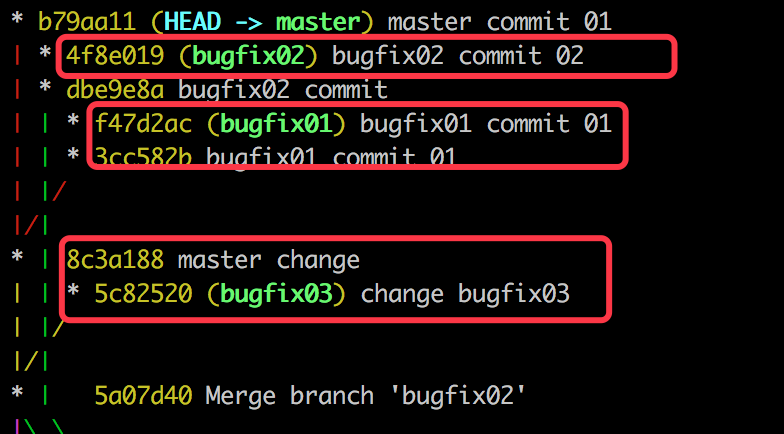 * b79aa11 (HEAD -> master) master commit 01
| * 4f8e019 (bugfix02) bugfix02 commit 02
| * dbe9e8a bugfix02 commit
| | * f47d2ac (bugfix01) bugfix01 commit 01
| | * 3cc582b bugfix01 commit 01
| |/
|/|
* | 8c3a188 master change
| | * 5c82520 (bugfix03) change bugfix03
| |/
|/|
* |   5a07d40 Merge branch 'bugfix02'
|\ \